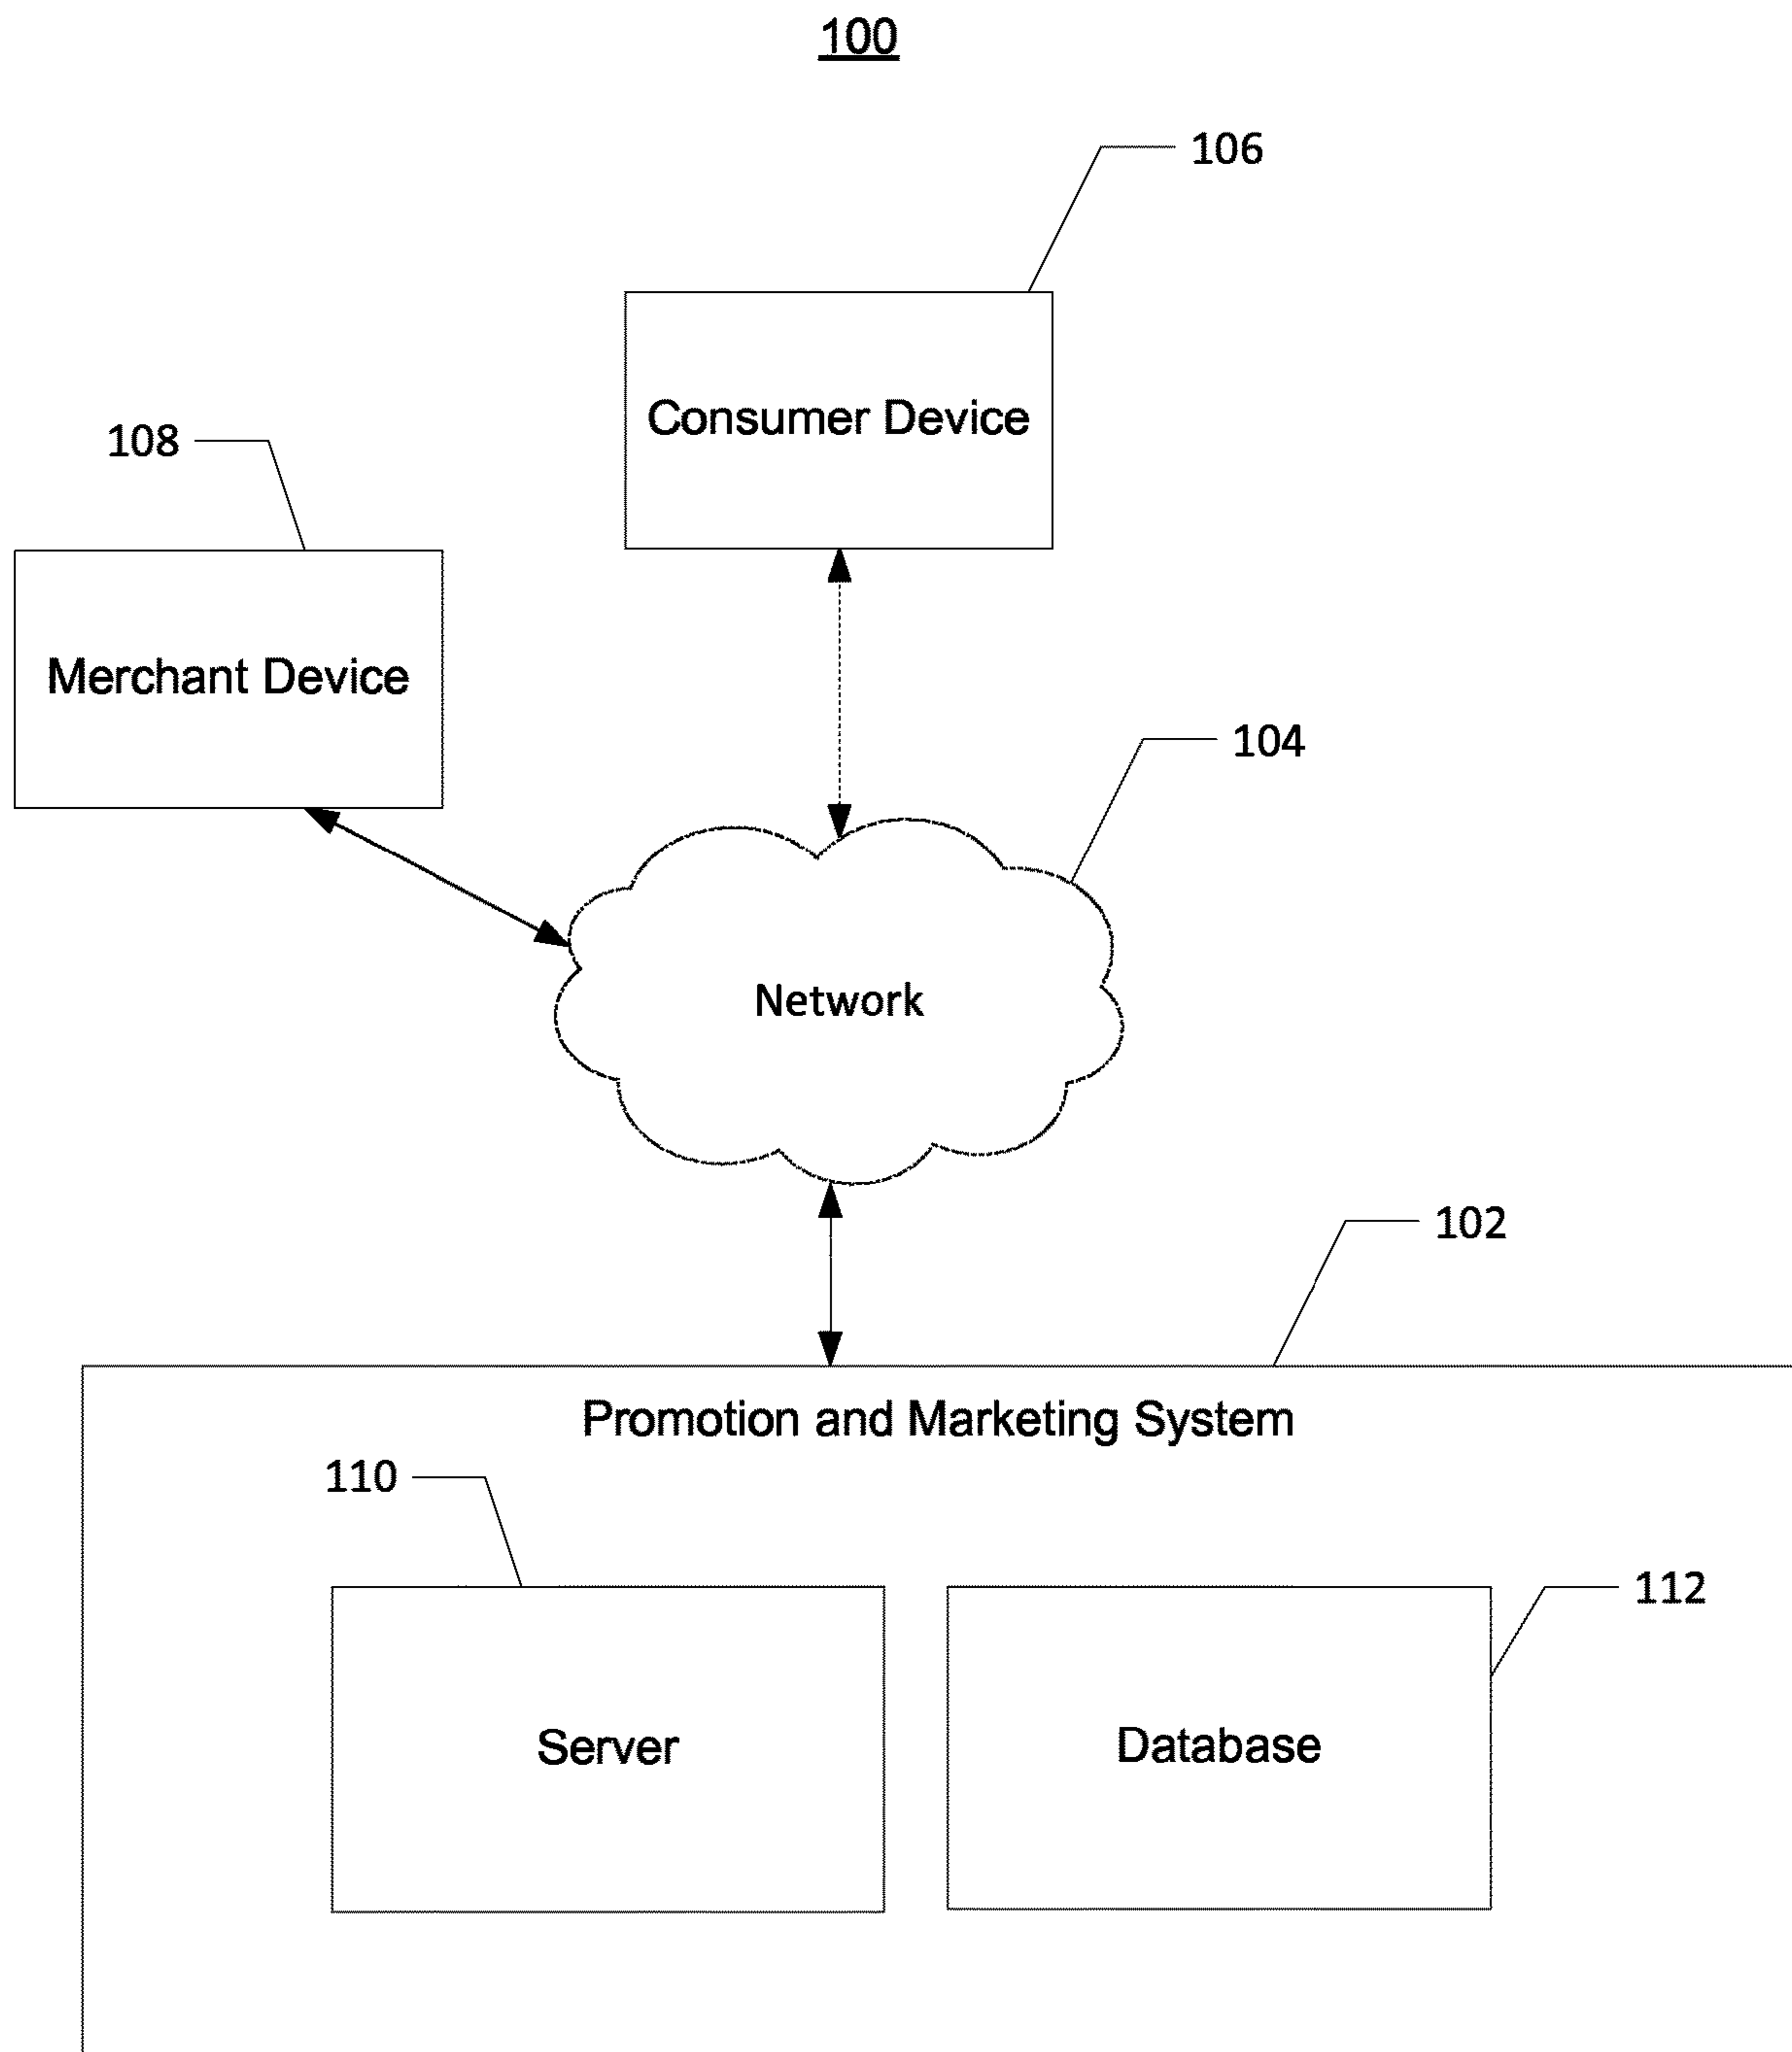 100
106
Consumer Device
108
Merchant Device
104
Network
102
Promotion and Marketing System
110
112
Server
Database